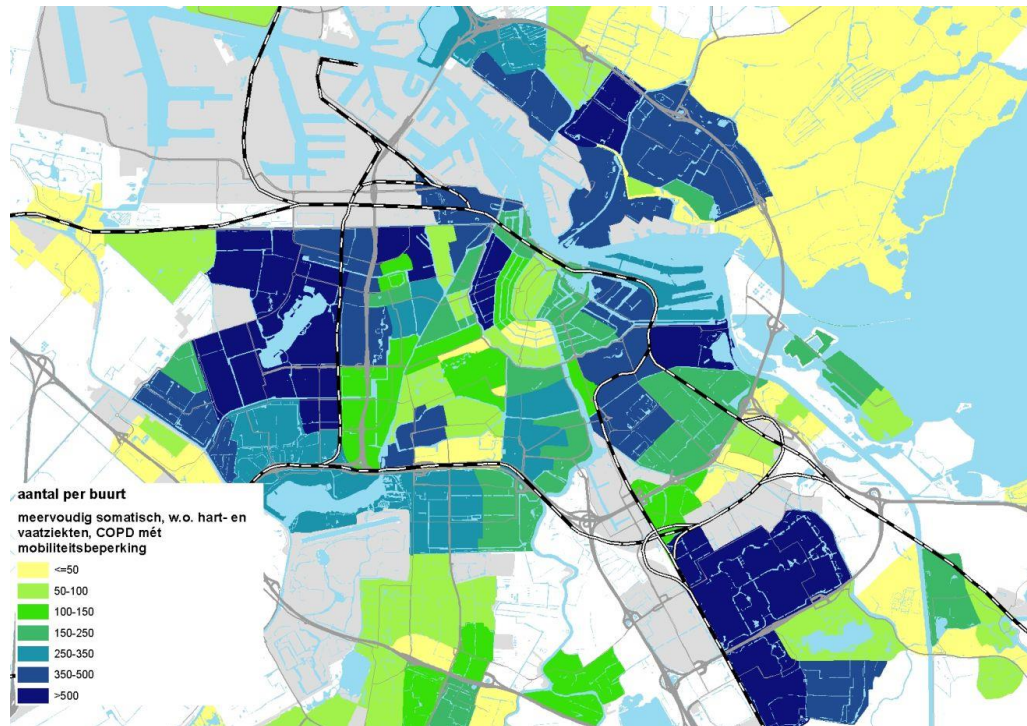 aantal per buurt
meervoudig somatisch, w.o. hart- en
vaatziekten, COPD mét
mobiliteitsbeperking
<=50
50-100
100-150
150-250
250-350
350-500
>500